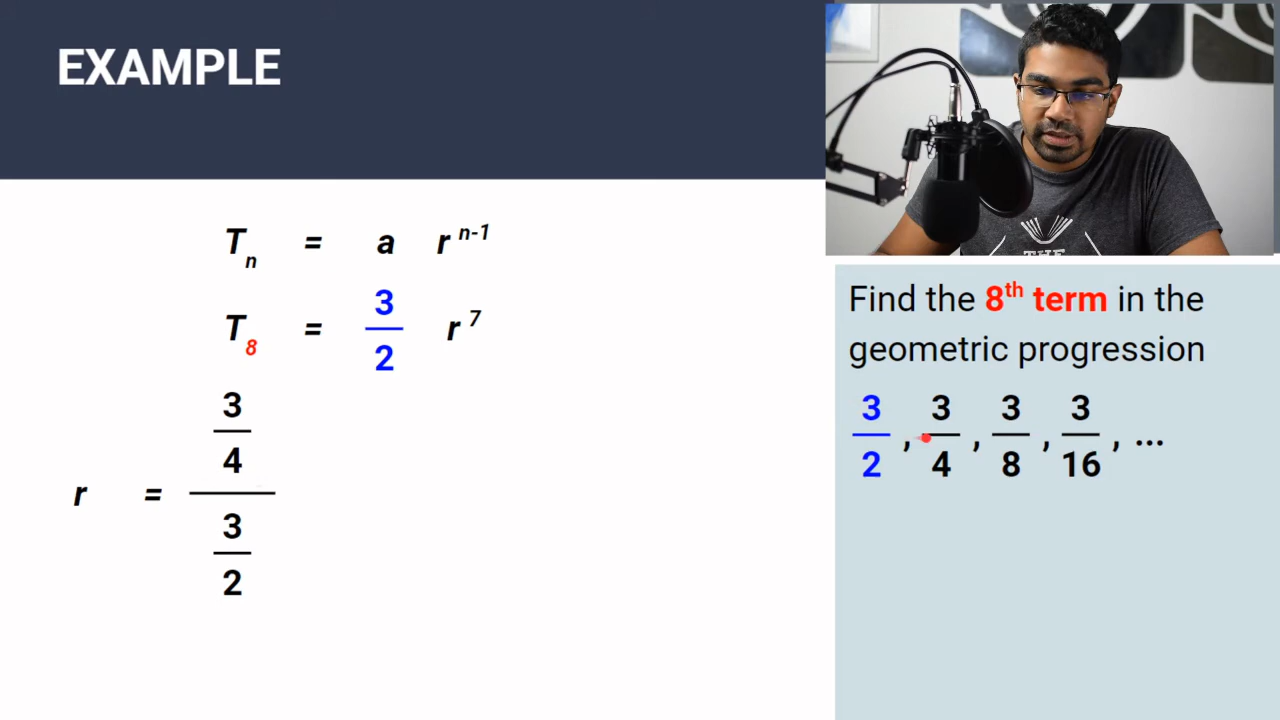 EXAMPLE
Tn = a r^n-1
T8 = 3/2 r^7
r = 3/4 / 3/2
THE
Find the 8th term in the
geometric progression
3/2 , 3/4 , 3/8 , 3/16 , ...